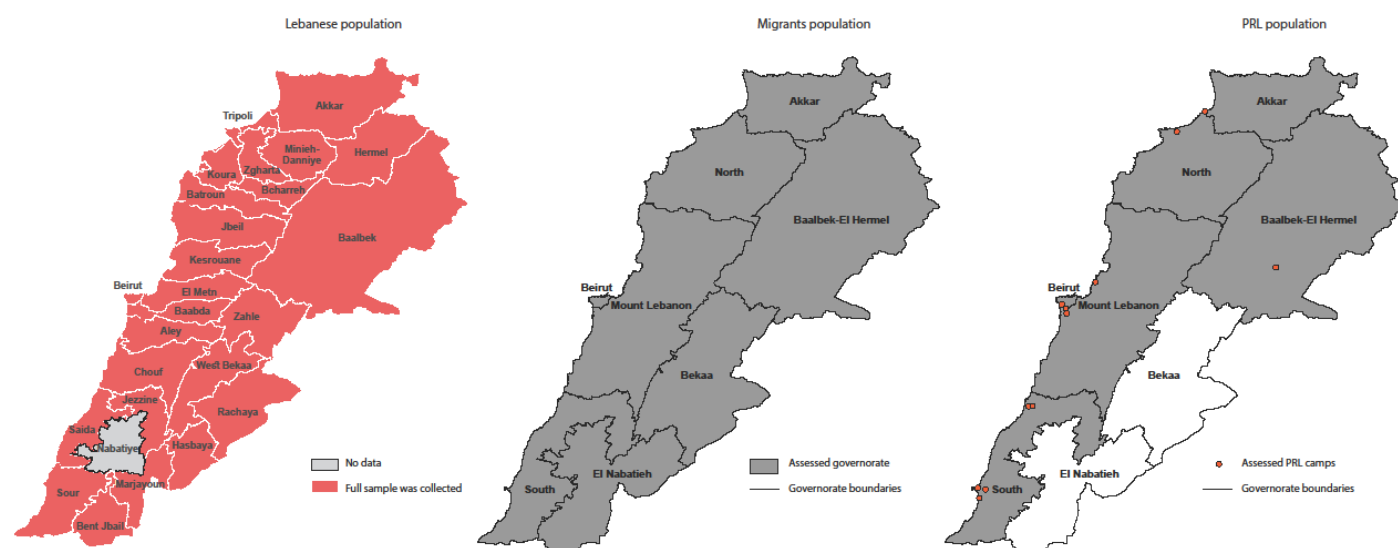 Lebanese population
Akkar
Tripoli
Minieh-
Danniye
Hermel
Zgharta
Koura
Bcharreh
Batroun
Jbeil
Baalbek
Kesrouane
Beirut
El Metn
Baabda
Zahle
Aley
West Bekaa
Chouf
Jezzine
Rachaya
Saida
Hasbaya
Nabatiye
Marjayoun
Sour
Bent Jbail
No data
Full sample was collected
Migrants population
Akkar
North
Baalbek-El Hermel
Beirut
Mount Lebanon
Bekaa
El Nabatieh
South
Assessed governorate
Governorate boundaries
PRL population
Akkar
North
Baalbek-El Hermel
Beirut
Mount Lebanon
Bekaa
El Nabatieh
South
Assessed PRL camps
Governorate boundaries